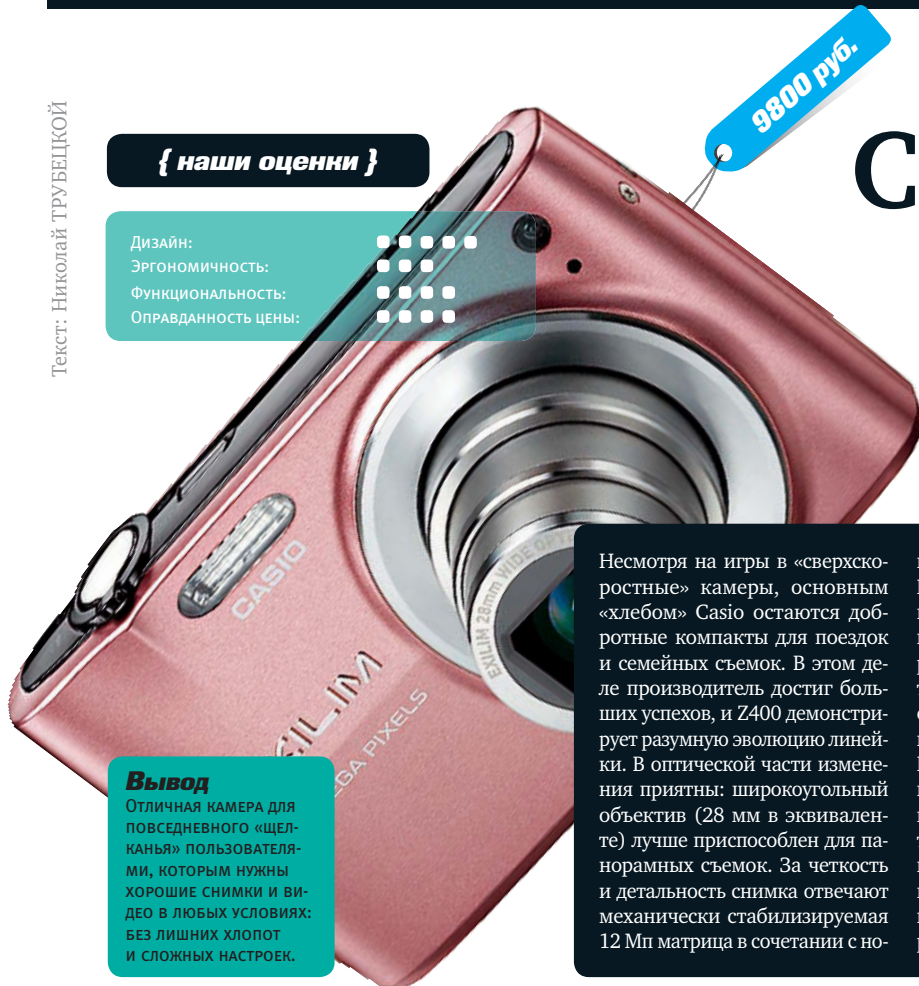 9800 руб.
С
Текст: Николай ТРУБЕЦКОЙ
{ наши оценки }
Дизайн:
Эргономичность:
Функциональность:
Оправданность цены:
CASIO
EXILIM 28mm WIDE OPTI
XILIM
EGA PIXELS
Несмотря на игры в «сверхско-
ростные» камеры, основным
«хлебом» Casio остаются доб-
ротные компакты для поездок
и семейных съемок. В этом де-
ле производитель достиг боль-
ших успехов, и Z400 демонстри-
рует разумную эволюцию линей-
ки. В оптической части измене-
ния приятны: широкоугольный
объектив (28 мм в эквивален-
те) лучше приспособлен для па-
норамных съемок. За четкость
и детальность снимка отвечают
механически стабилизируемая
12 Мп матрица в сочетании с но-
Вывод
Отличная камера для
повседневного «щел-
канья» пользователя-
ми, которым нужны
хорошие снимки и ви-
део в любых условиях:
без лишних хлопот
и сложных настроек.